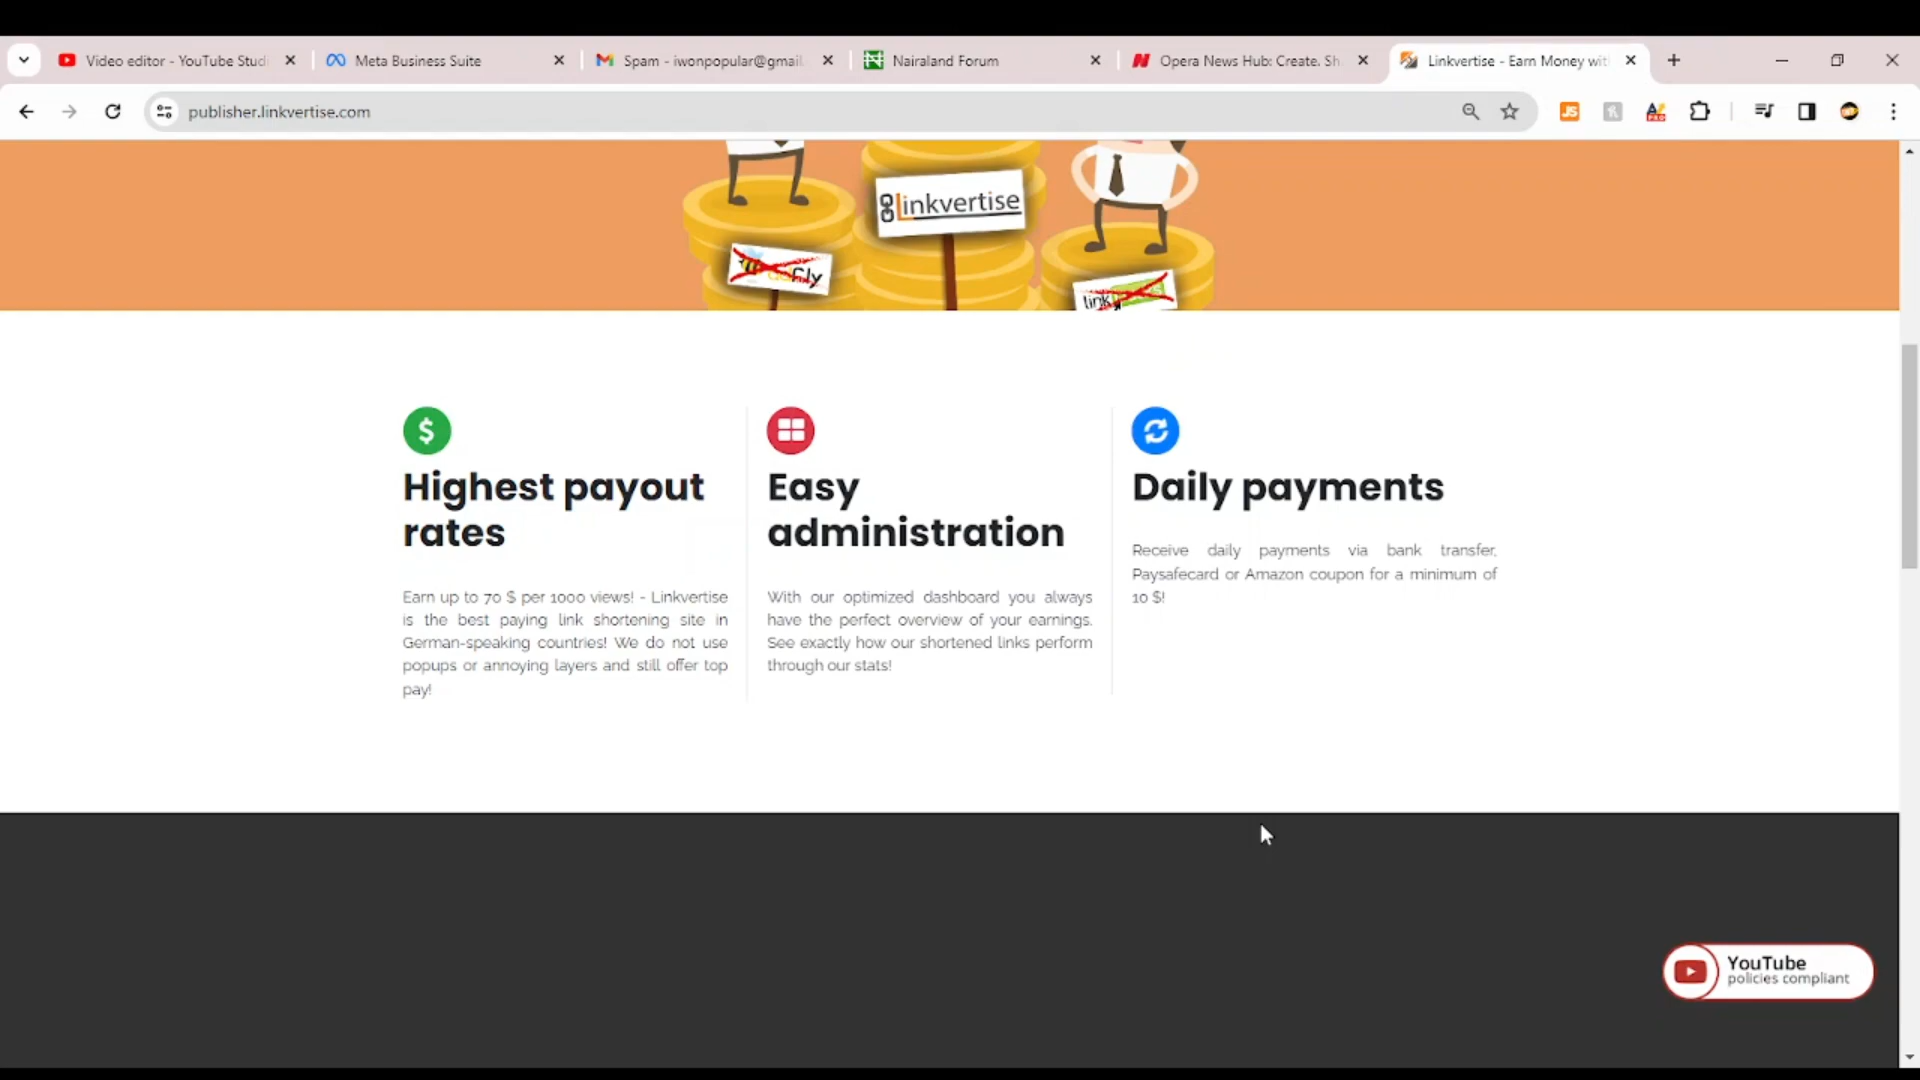 Video editor - YouTube Studi
Meta Business Suite
Spam - iwonpopular@gmail.
Nairaland Forum
Opera News Hub: Create. Sh
Linkvertise - Earn Money wit
publisher.linkvertise.com
Linkvertise
Fly
link
Highest payout
rates
Earn up to 70 $ per 1000 views! - Linkvertise
is the best paying link shortening site in
German-speaking countries! We do not use
popups or annoying layers and still offer top
pay!
Easy
administration
With our optimized dashboard you always
have the perfect overview of your earnings.
See exactly how our shortened links perform
through our stats!
Daily payments
Receive daily payments via bank transfer,
Paysafecard or Amazon coupon for a minimum of
10 $!
YouTube
policies compliant